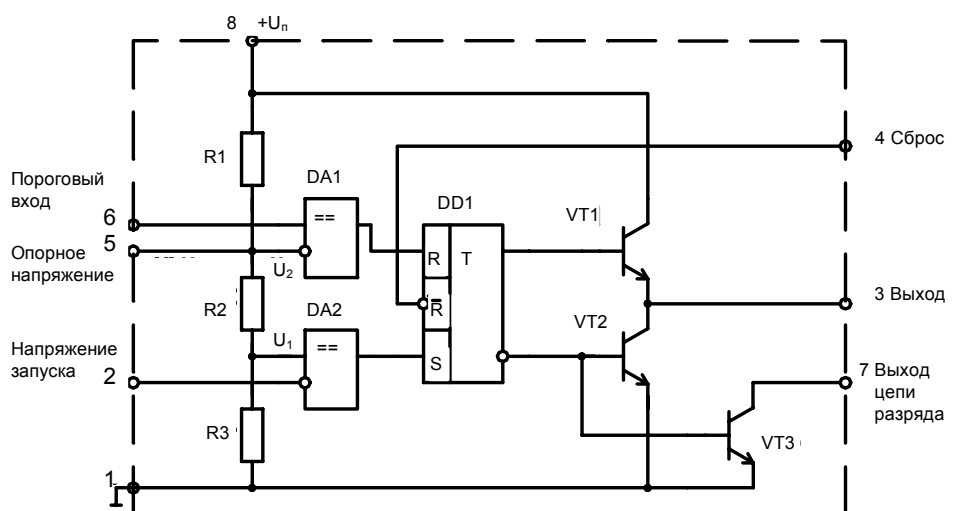 8 +Uп
4 Сброс
R1
Пороговый
вход
DA1
DD1
6
==
VT1
5
R
T
Опорное
напряжение
U2
R2
DA2
R̅
3 Выход
VT2
Напряжение
запуска
U1
==
2
S
7 Выход
цепи
разряда
R3
VT3
1